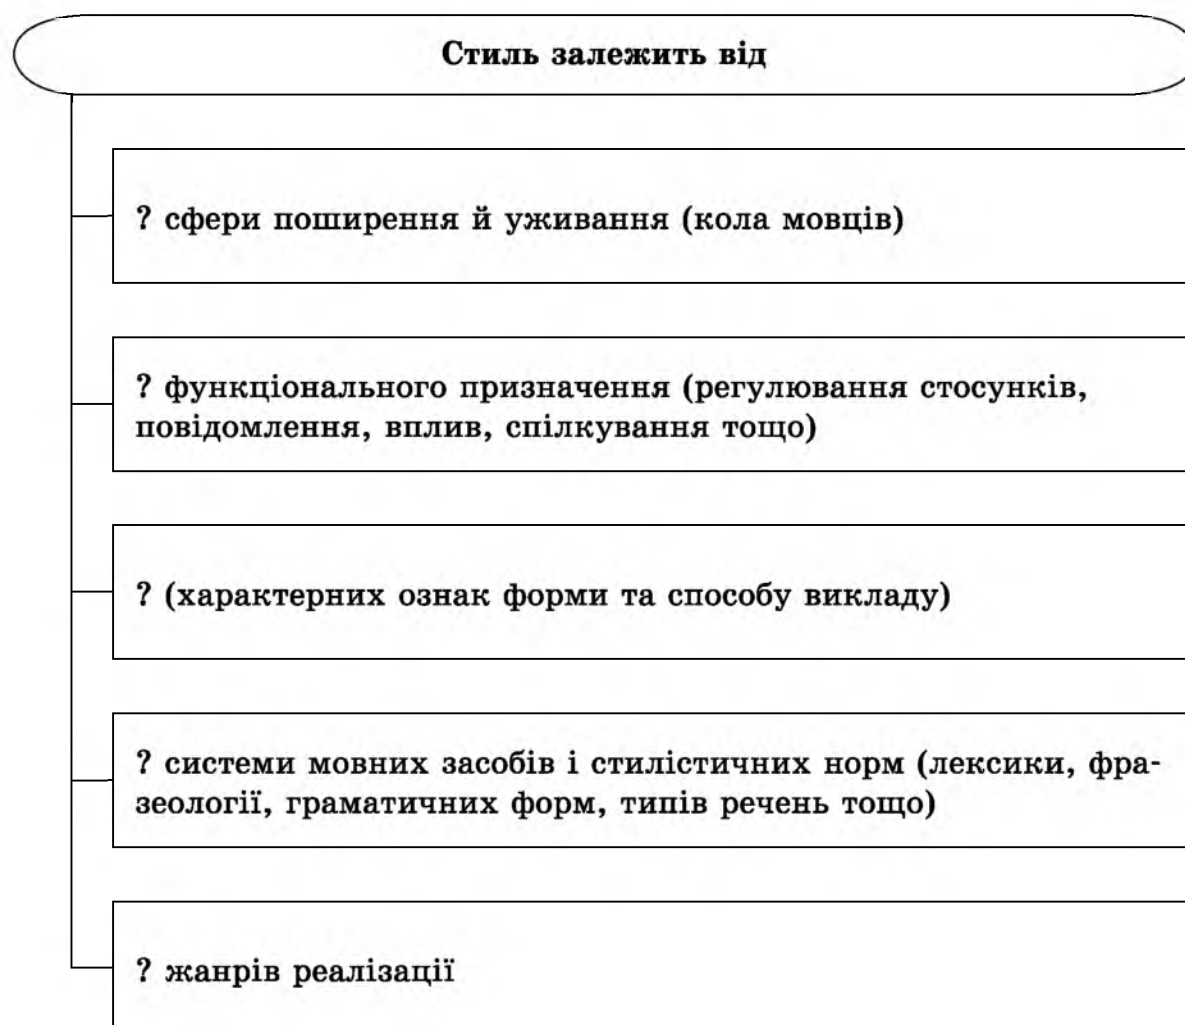 Стиль залежить від
? сфери поширення й уживання (кола мовців)
? функціонального призначення (регулювання стосунків,
повідомлення, вплив, спілкування тощо)
? (характерних ознак форми та способу викладу)
? системи мовних засобів і стилістичних норм (лексики, фра-
зеології, граматичних форм, типів речень тощо)
? жанрів реалізації